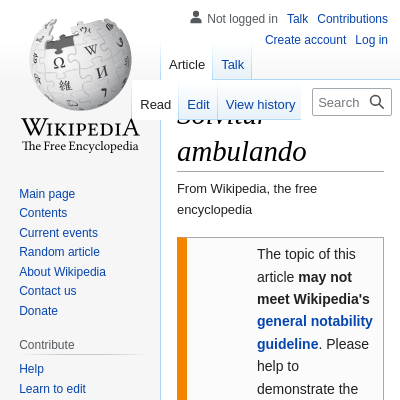 Not logged in Talk Contributions
Create account Log in
Article Talk
Read Edit View history Search
WIKIPEDIA
The Free Encyclopedia
Main page
Contents
Current events
Random article
About Wikipedia
Contact us
Donate
Contribute
Help
Learn to edit
Solvitur
ambulando
From Wikipedia, the free
encyclopedia
The topic of this
article may not
meet Wikipedia's
general notability
guideline. Please
help to
demonstrate the